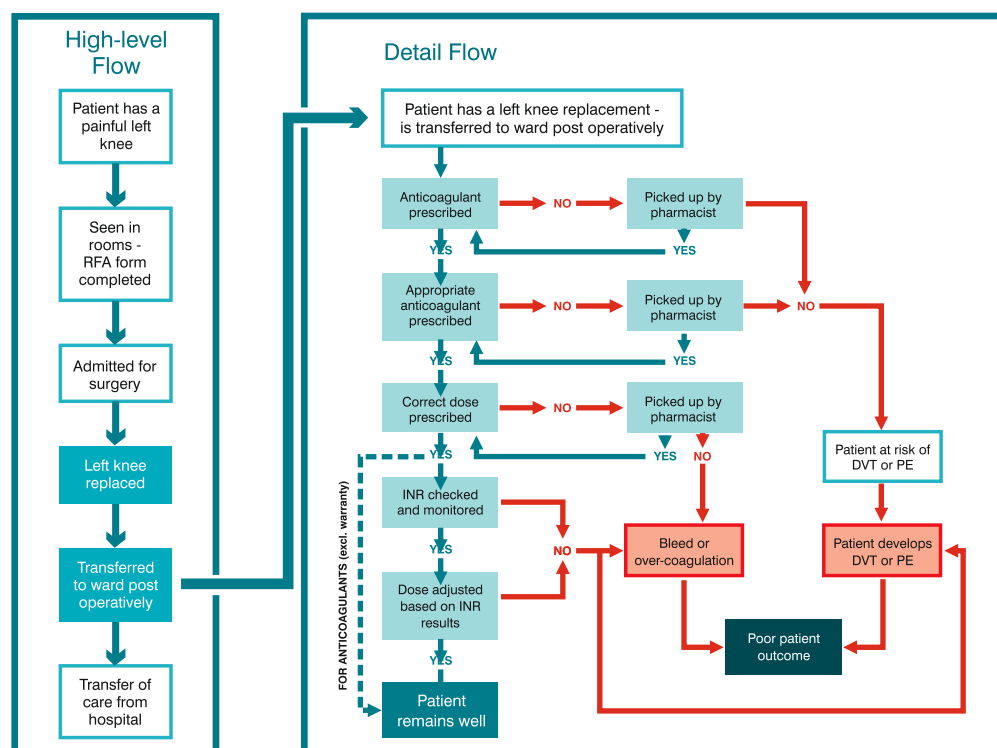 High-level
Flow
Patient has a
painful left
knee
Seen in
rooms -
RFA form
completed
Admitted for
surgery
Left knee
replaced
Transferred
to ward post
operatively
Transfer of
care from
hospital
Detail Flow
Patient has a left knee replacement -
is transferred to ward post operatively
Anticoagulant
prescribed
NO
Picked up by
pharmacist
YES
YES
Appropriate
anticoagulant
prescribed
NO
Picked up by
pharmacist
NO
YES
YES
Correct dose
prescribed
NO
Picked up by
pharmacist
YES
YES
NO
Patient at risk of
DVT or PE
FOR ANTICOAGULANTS (excl. warranty)
INR checked
and monitored
YES
NO
Bleed or
over-coagulation
Patient develops
DVT or PE
Dose adjusted
based on INR
results
YES
Poor patient
outcome
Patient
remains well